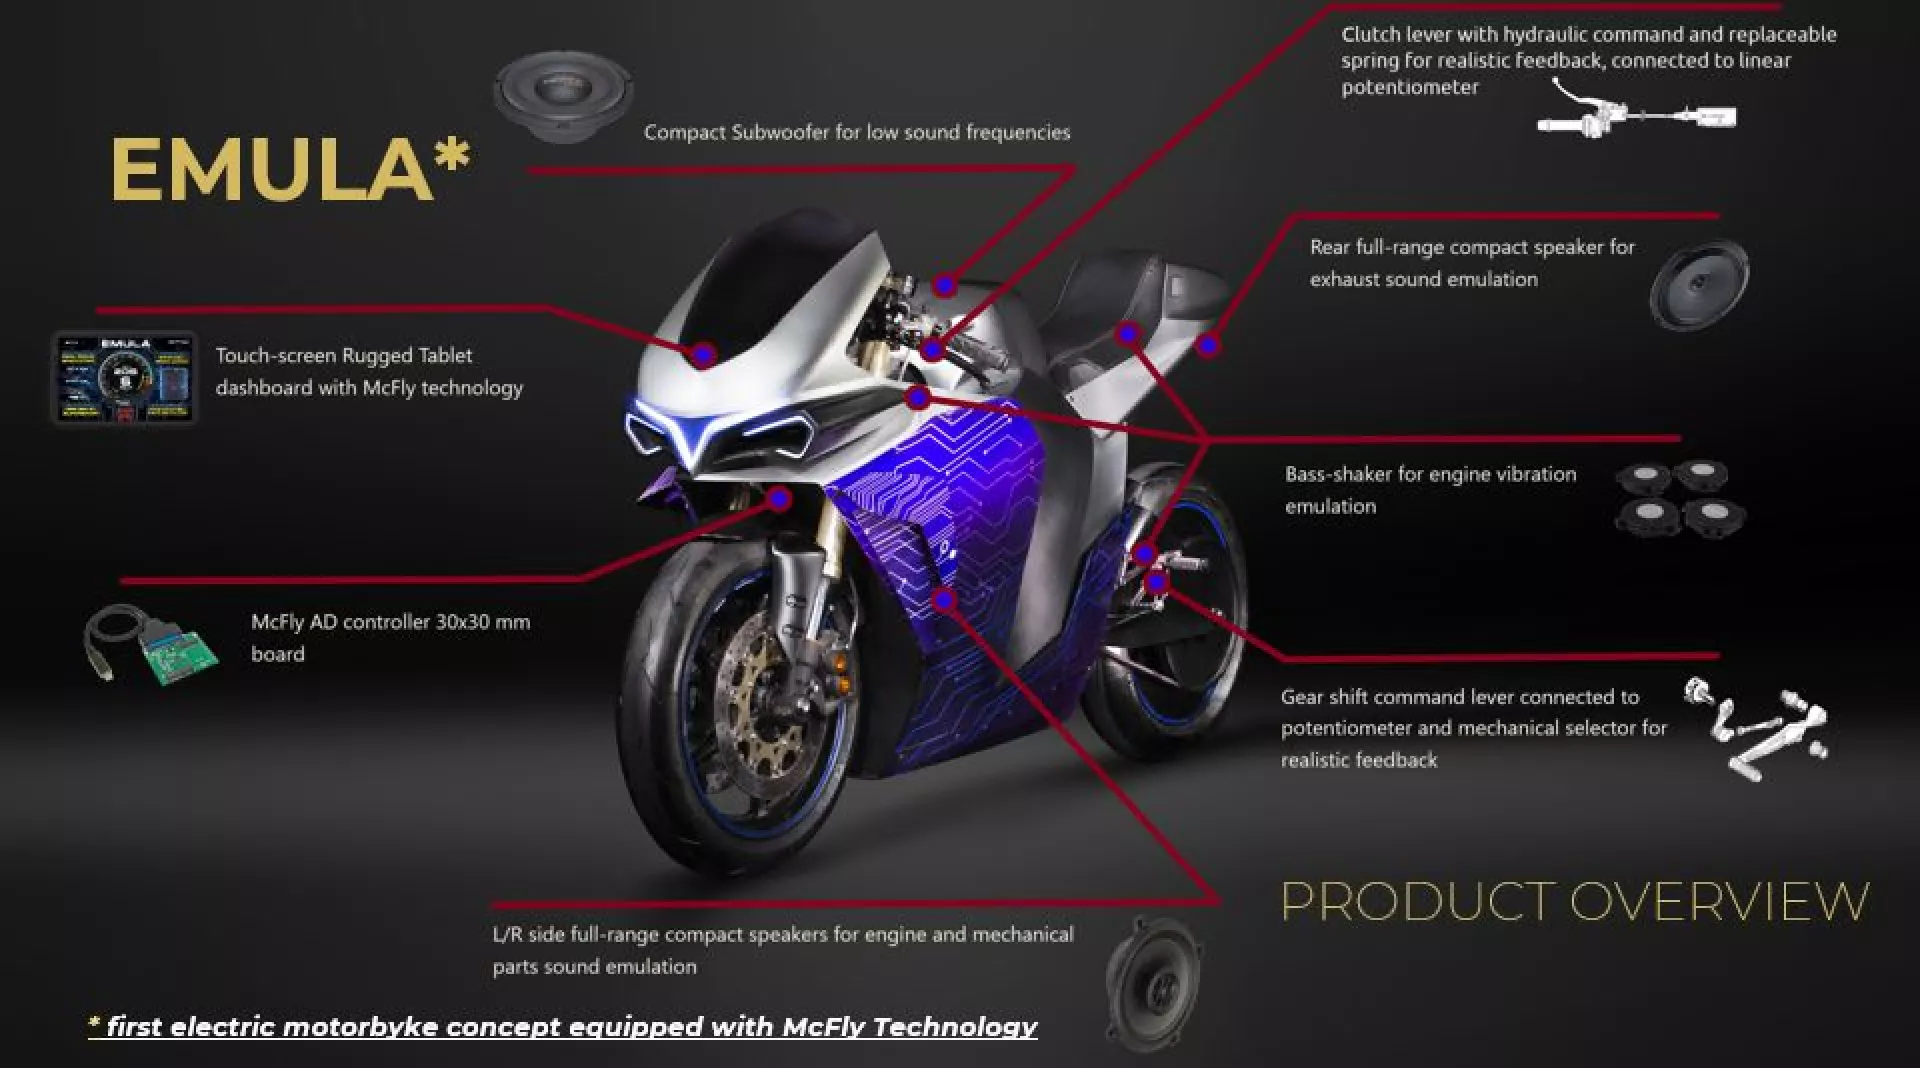 EMULA*
Compact Subwoofer for low sound frequencies
Clutch lever with hydraulic command and replaceable
spring for realistic feedback, connected to linear
potentiometer
Rear full-range compact speaker for
exhaust sound emulation
EMULA
Touch-screen Rugged Tablet
dashboard with McFly technology
Bass-shaker for engine vibration
emulation
McFly AD controller 30x30 mm
board
Gear shift command lever connected to
potentiometer and mechanical selector for
realistic feedback
PRODUCT OVERVIEW
L/R side full-range compact speakers for engine and mechanical
parts sound emulation
* first electric motorbyke concept equipped with McFly Technology